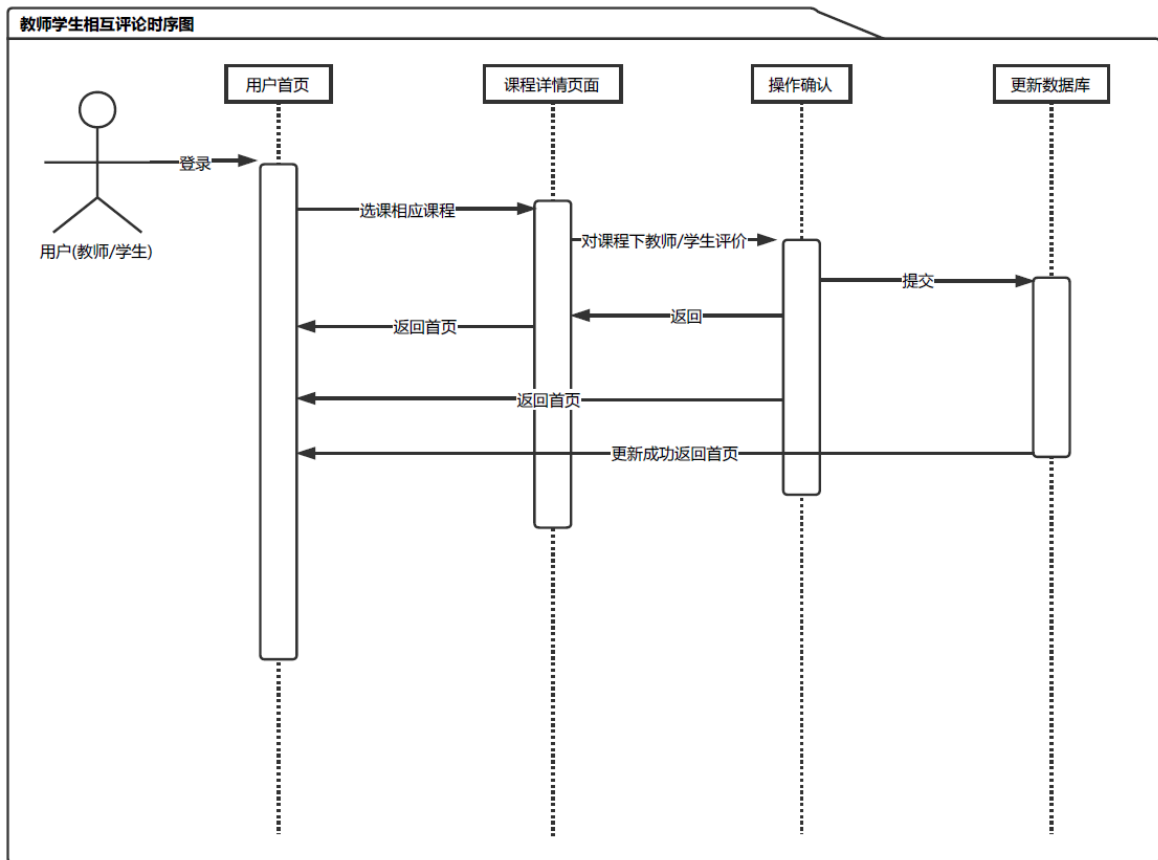 教师学生相互评论时序图
用户首页
课程详情页面
操作确认
更新数据库
登录
选课相应课程
对课程下教师/学生评价
用户(教师/学生)
提交
返回
返回首页
返回首页
更新成功返回首页